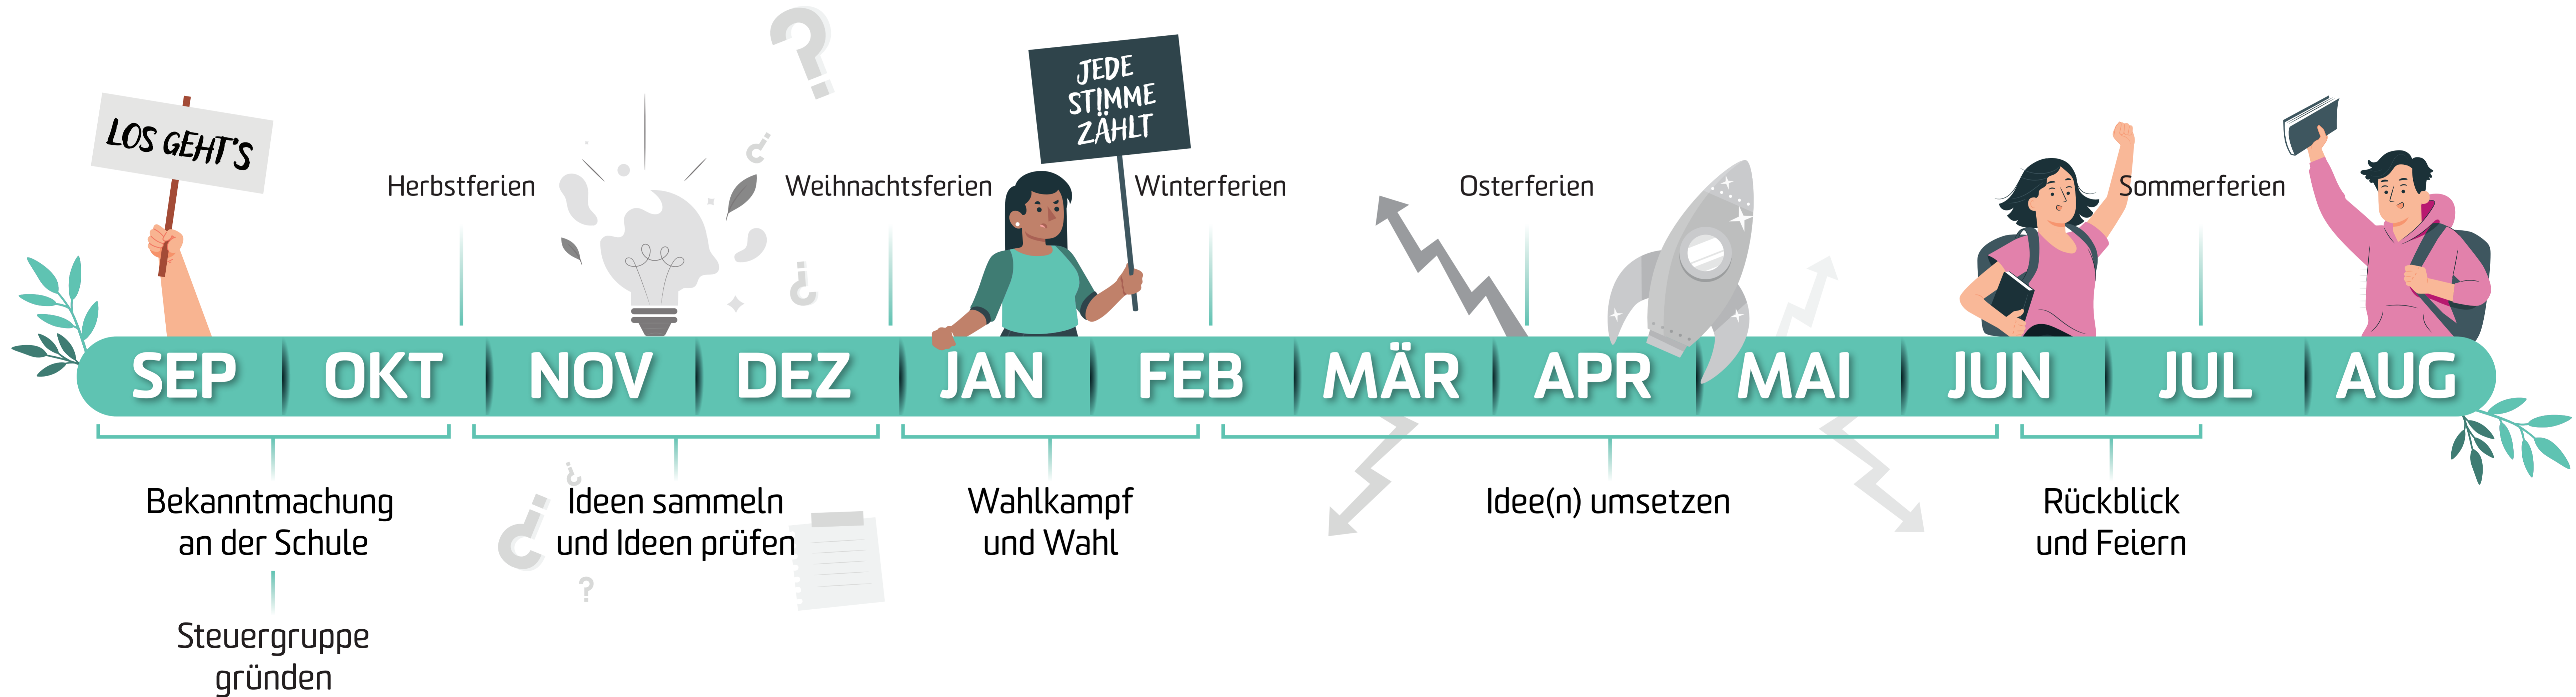 LOS GEHT'S
JEDE
STIMME
ZÄHLT
Herbstferien
Weihnachtsferien
Winterferien
Osterferien
Sommerferien
SEP
OKT
NOV
DEZ
JAN
FEB
MÄR
APR
MAI
JUN
JUL
AUG
Bekanntmachung
an der Schule
Steuergruppe
gründen
Ideen sammeln
und Ideen prüfen
Wahlkampf
und Wahl
Idee(n) umsetzen
Rückblick
und Feiern